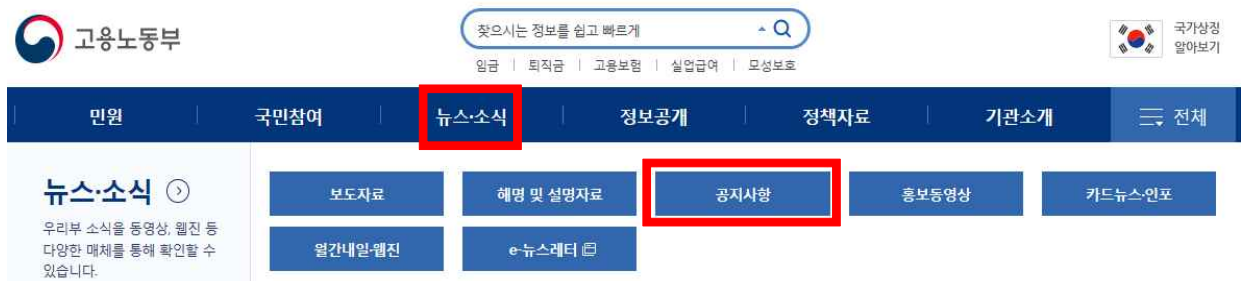 고용노동부
찾으시는 정보를 쉽고 빠르게
임금 | 퇴직금 | 고용보험 | 실업급여 | 모성보호
국가상징
알아보기
민원 국민참여 뉴스·소식 정보공개 정책자료 기관소개 전체
뉴스·소식
우리부 소식을 동영상, 웹진 등
다양한 매체를 통해 확인할 수
있습니다.
보도자료 해명 및 설명자료 공지사항 홍보동영상 카드뉴스·인포
월간내일·웹진 e-뉴스레터